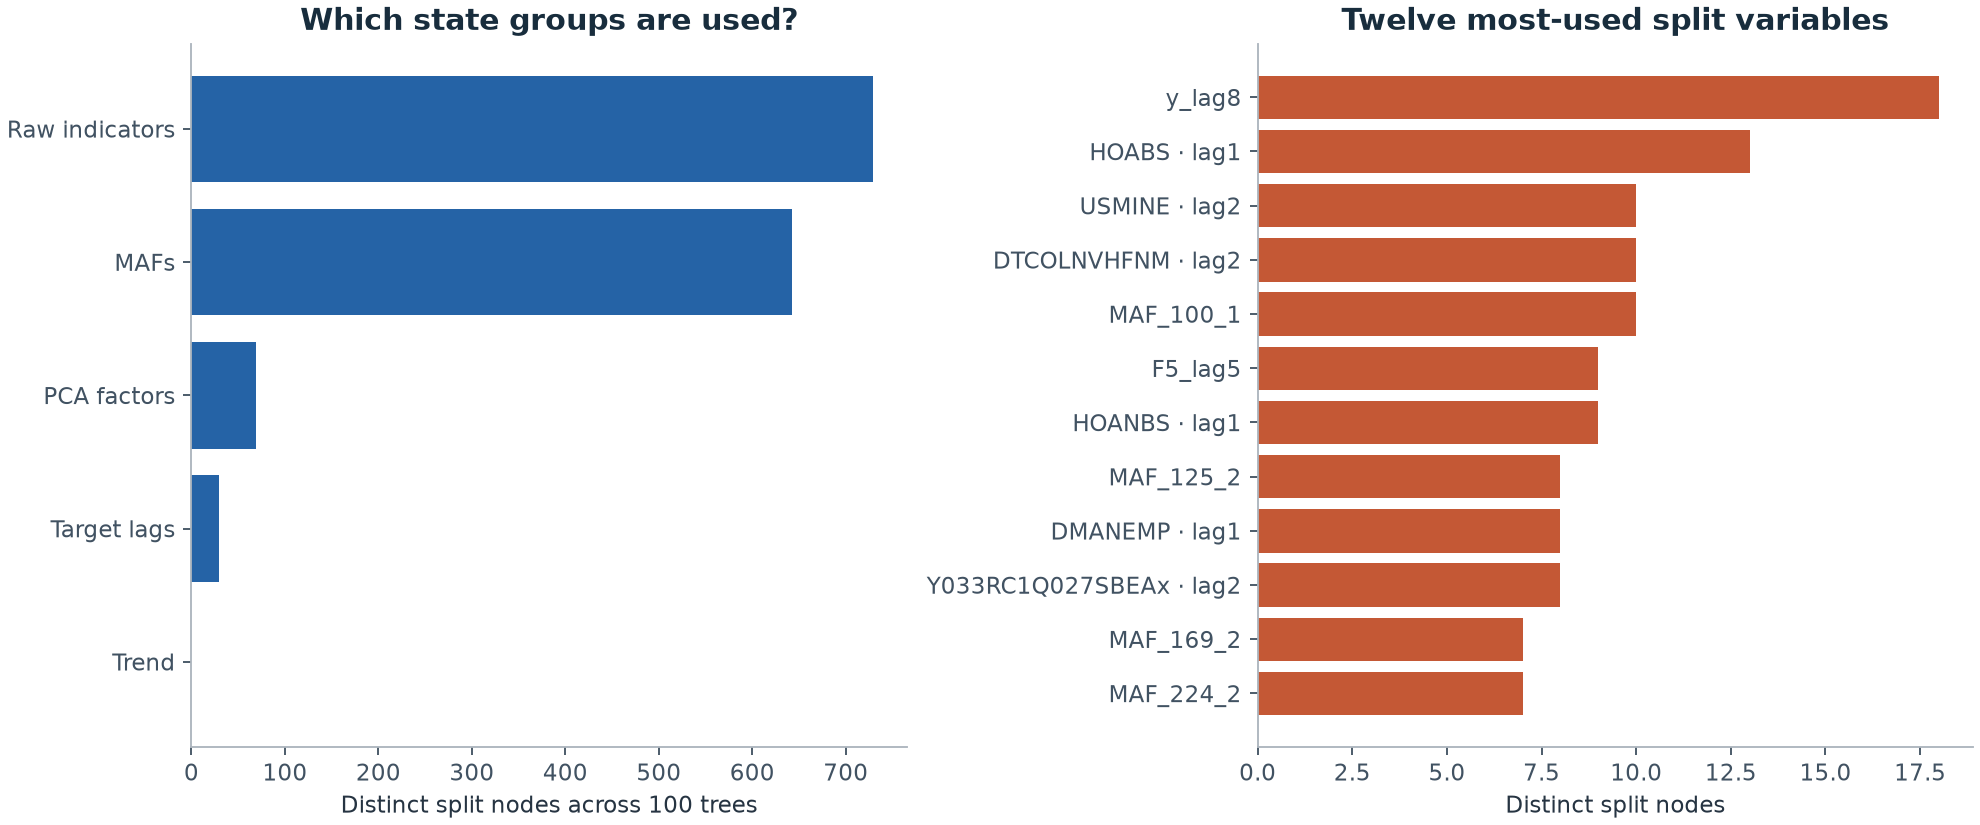 Which state groups are used?
Raw indicators
MAFs
PCA factors
Target lags
Trend
0 100 200 300 400 500 600 700
Distinct split nodes across 100 trees
Twelve most-used split variables
y_lag8
HOABS · lag1
USMINE · lag2
DTCOLNVHFNM · lag2
MAF_100_1
F5_lag5
HOANBS · lag1
MAF_125_2
DMANEMP · lag1
Y033RC1Q027SBEAx · lag2
MAF_169_2
MAF_224_2
0.0 2.5 5.0 7.5 10.0 12.5 15.0 17.5
Distinct split nodes